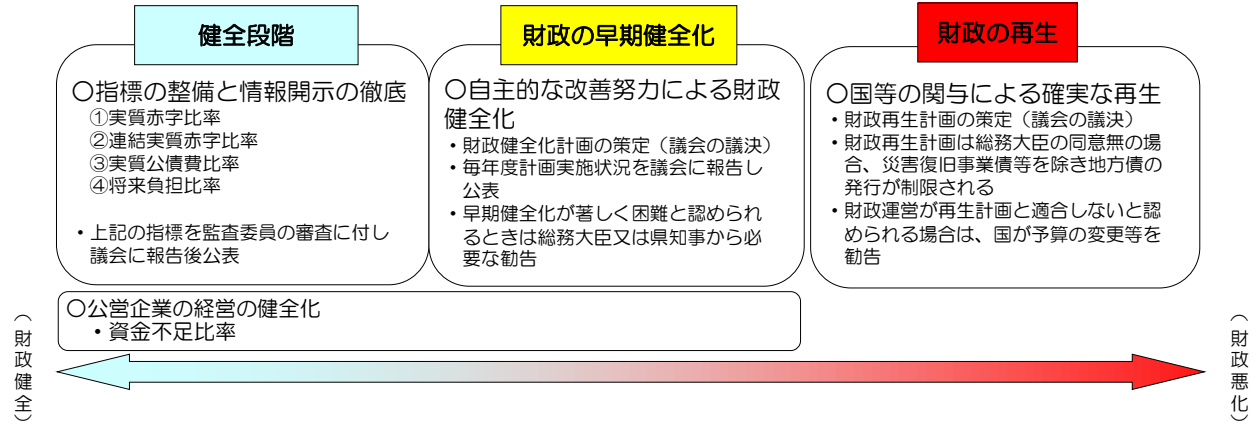 健全段階
〇指標の整備と情報開示の徹底
①実質赤字比率
②連結実質赤字比率
③実質公債費比率
④将来負担比率
・上記の指標を監査委員の審査に付し
議会に報告後公表
財政の早期健全化
〇自主的な改善努力による財政
健全化
・財政健全化計画の策定（議会の議決）
・毎年度計画実施状況を議会に報告し
公表
・早期健全化が著しく困難と認められ
るときは総務大臣又は県知事から必
要な勧告
財政の再生
〇国等の関与による確実な再生
・財政再生計画の策定（議会の議決）
・財政再生計画は総務大臣の同意無の場
合、災害復旧事業債等を除き地方債の
発行が制限される
・財政運営が再生計画と適合しないと認
められる場合は、国が予算の変更等を
勧告
〇公営企業の経営の健全化
・資金不足比率
（財政健全）
（財政悪化）